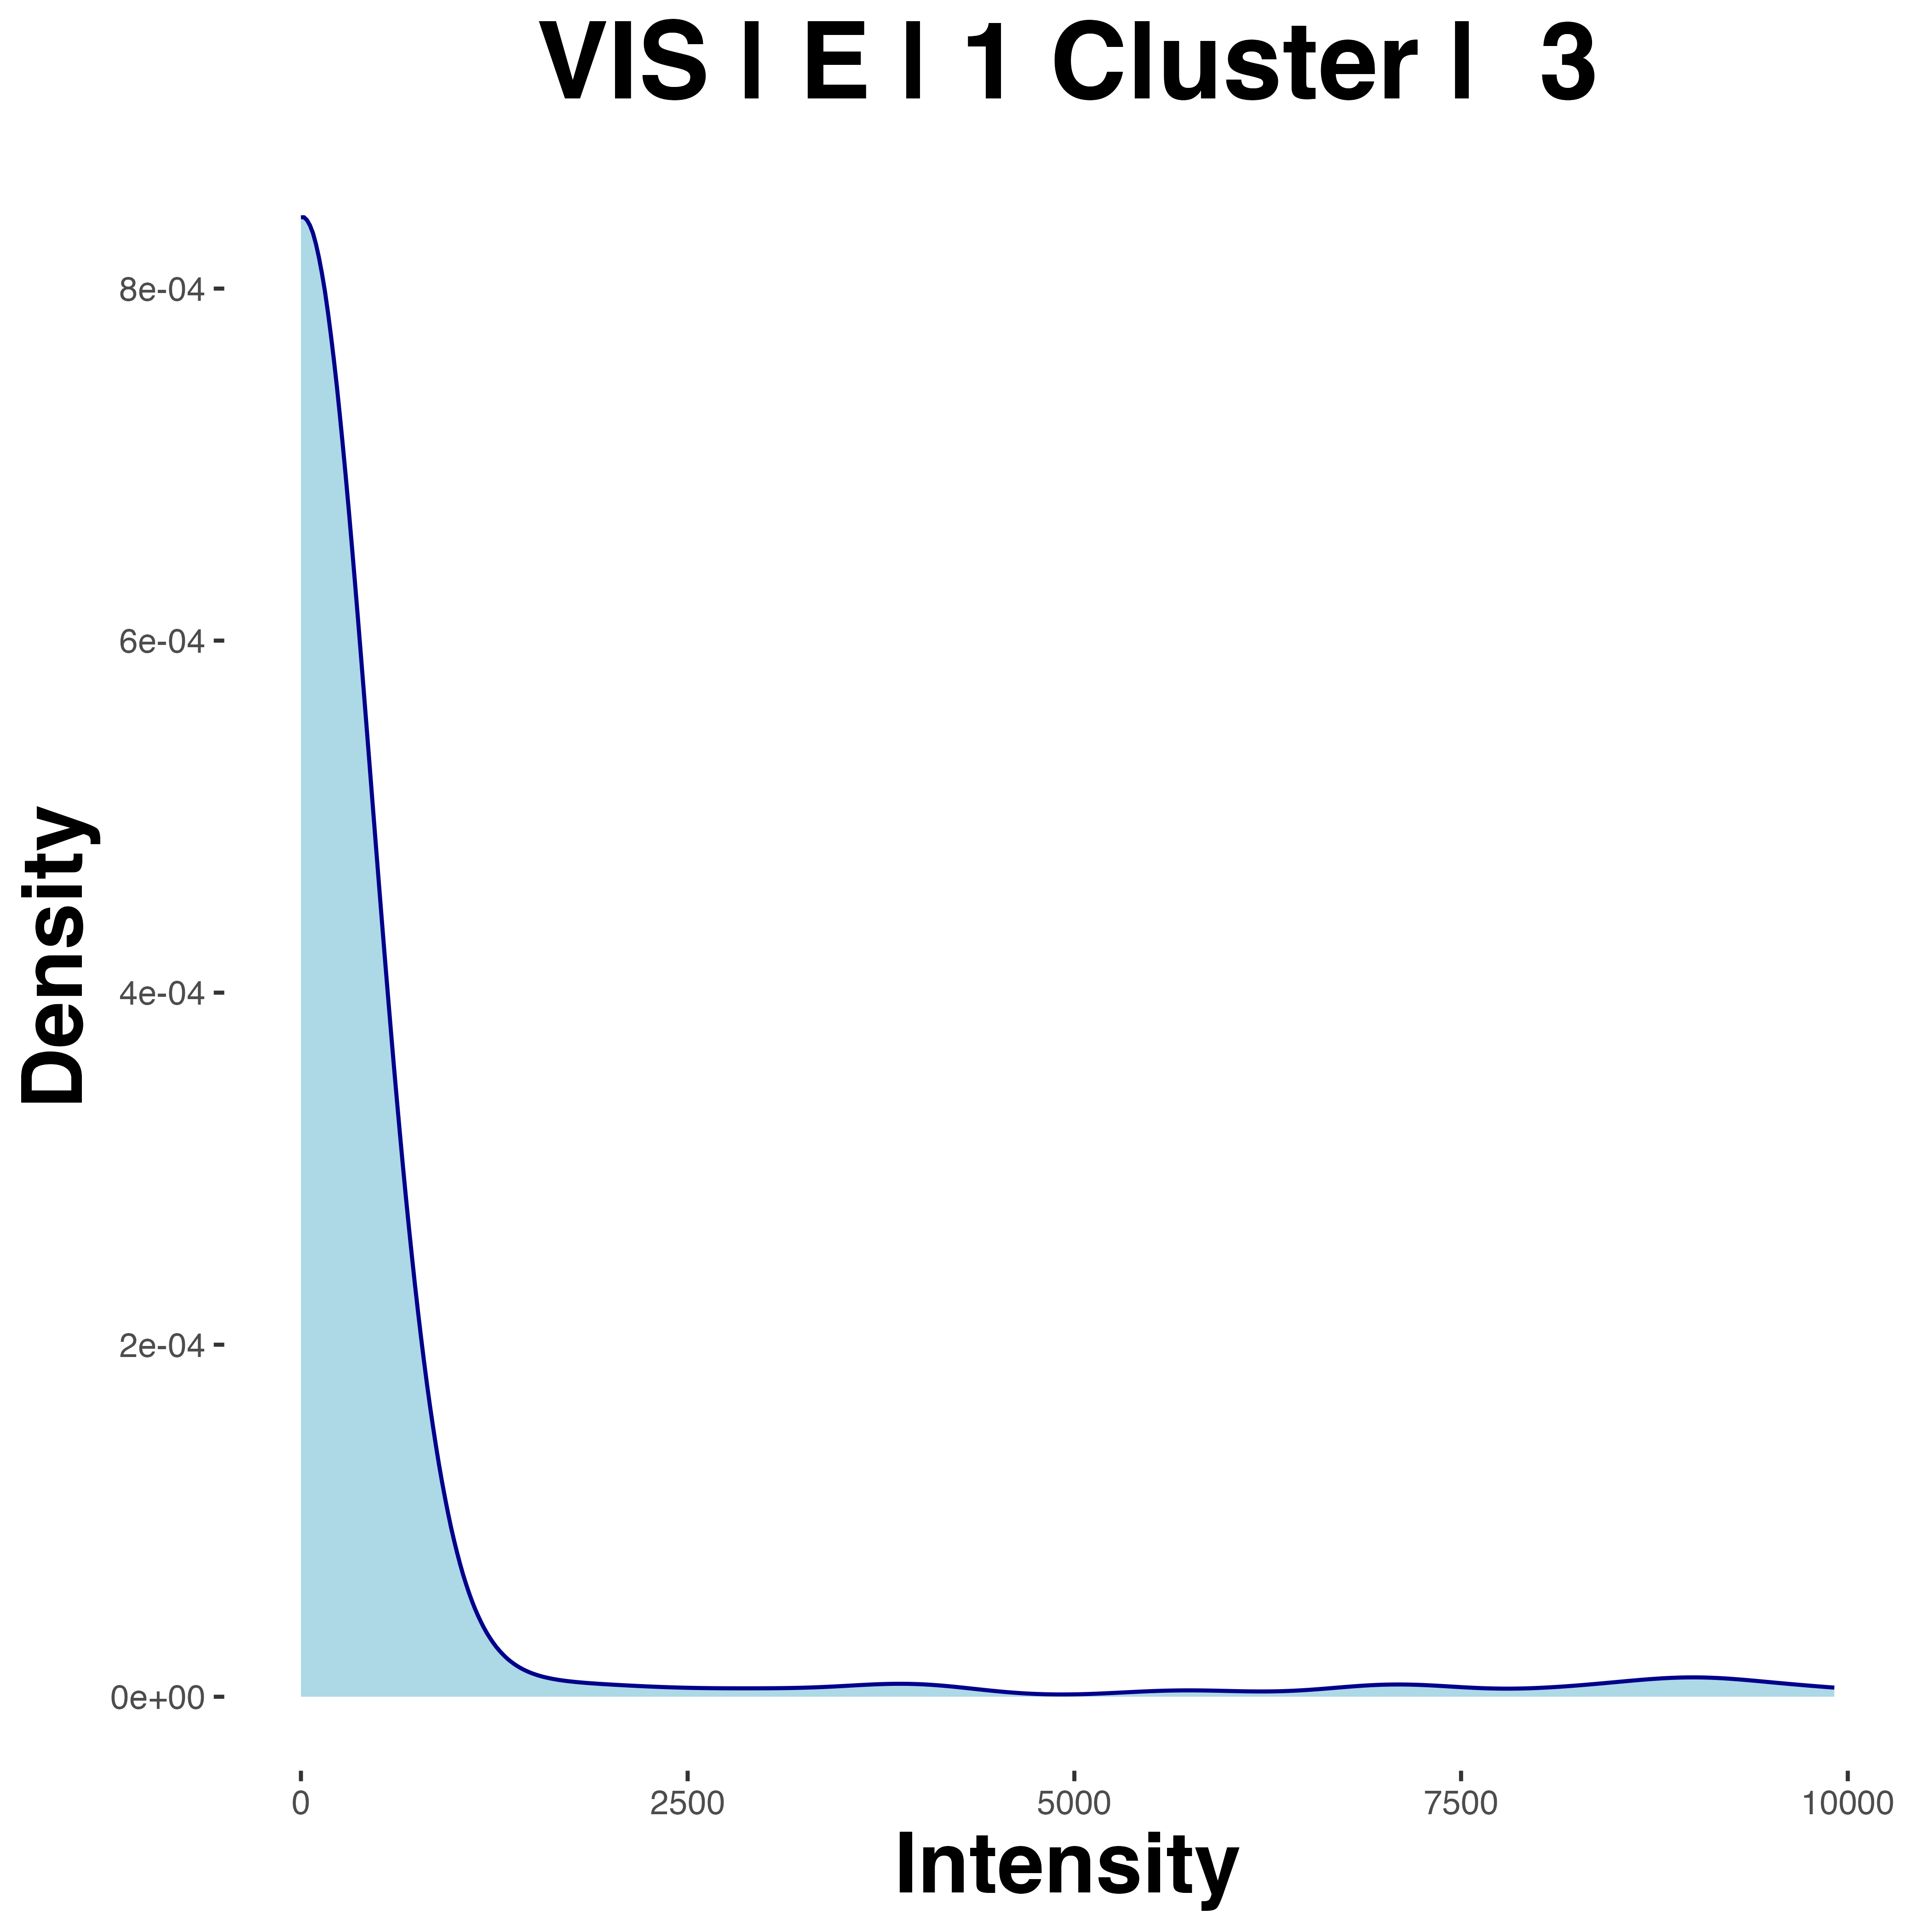 VIS | E | 1 Cluster | 3
Density
8e-04
6e-04
4e-04
2e-04
0e+00
0 2500 5000 7500 10000
Intensity